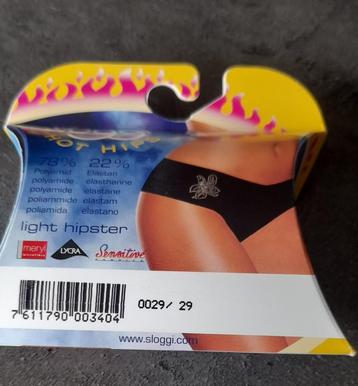 HOT HIPS
78% 22%
Polyamid Elastan
polyamide elasthanne
polyamide elastane
poliammide elastam
poliamida elastano
light hipster
meryl LYCRA Sensitive
0029/ 29
7 611790 003404
www.sloggi.com